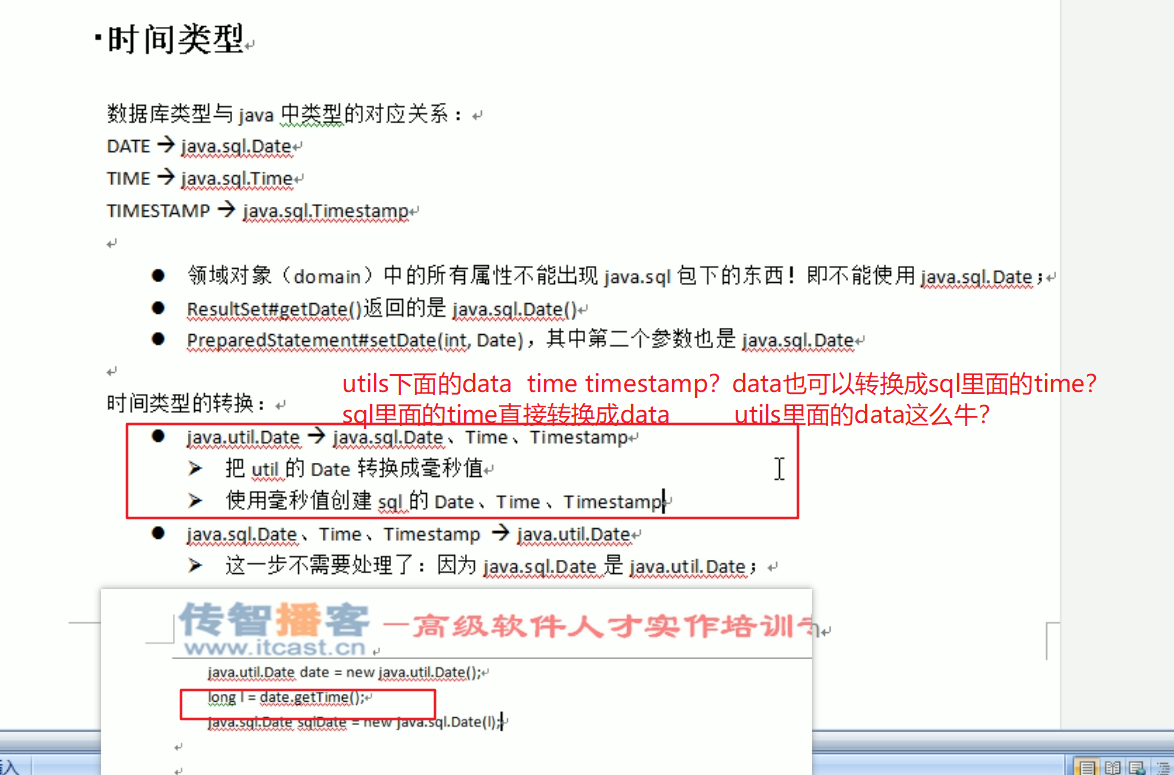 ·时间类型
数据库类型与 java 中类型的对应关系：
DATE → java.sql.Date
TIME → java.sql.Time
TIMESTAMP → java.sql.Timestamp
● 领域对象（domain）中的所有属性不能出现 java.sql 包下的东西！即不能使用 java.sql.Date；
● ResultSet#getDate()返回的是 java.sql.Date()
● PreparedStatement#setDate(int, Date)，其中第二个参数也是 java.sql.Date
utils下面的data time timestamp？data也可以转换成sql里面的time？
时间类型的转换：
sql里面的time直接转换成data utils里面的data这么牛？
● java.util.Date → java.sql.Date、Time、Timestamp
➢ 把 util 的 Date 转换成毫秒值
➢ 使用毫秒值创建 sql 的 Date、Time、Timestamp
● java.sql.Date、Time、Timestamp → java.util.Date
➢ 这一步不需要处理了：因为 java.sql.Date 是 java.util.Date；
传智播客 —高级软件人才实作培训
www.itcast.cn
java.util.Date date = new java.util.Date();
long l = date.getTime();
java.sql.Date sqlDate = new java.sql.Date(l);
入